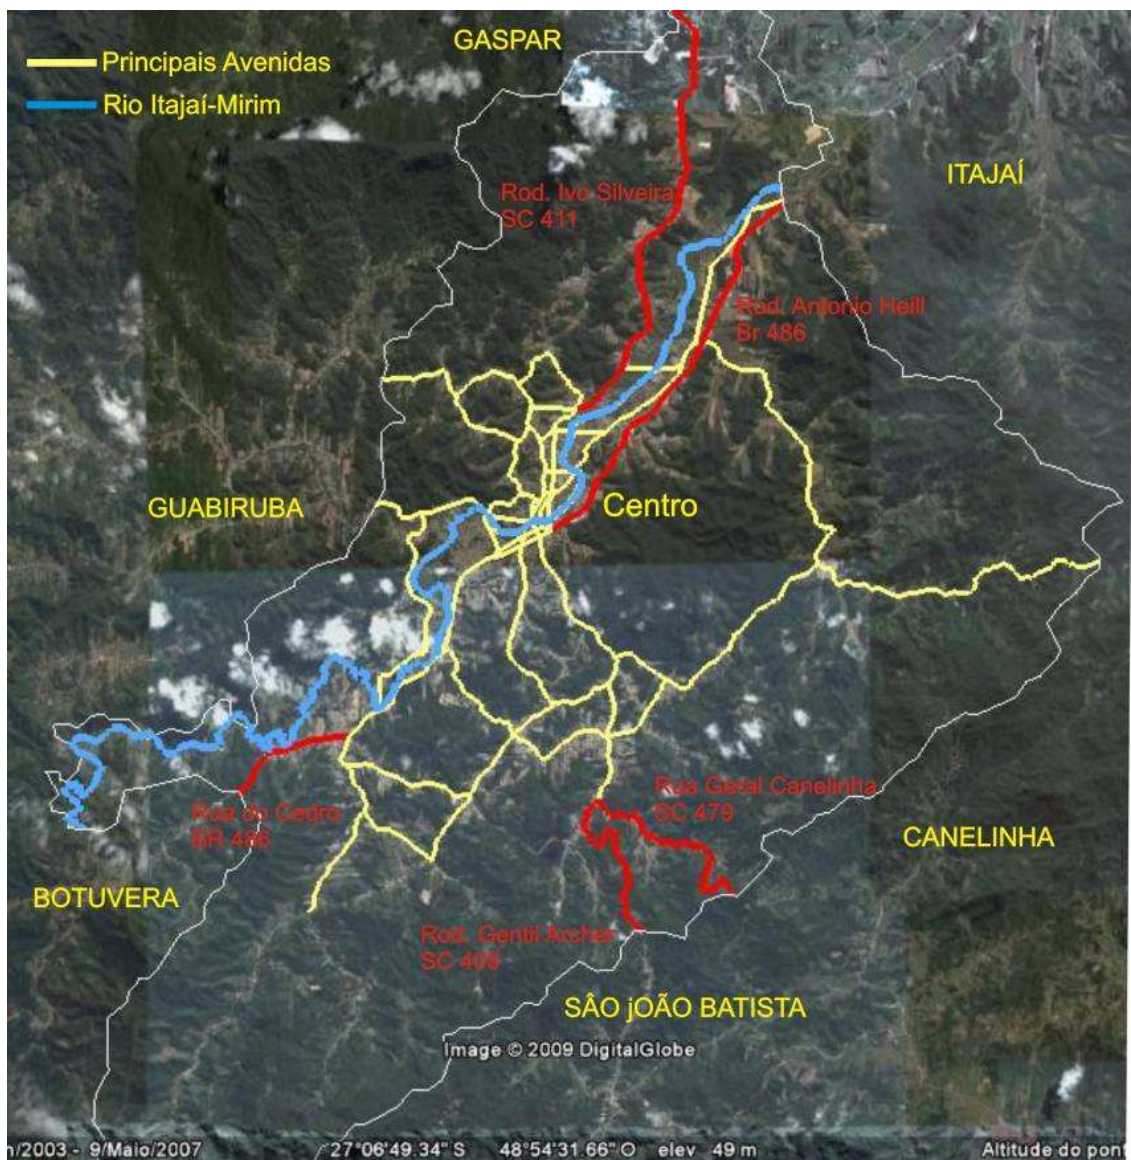 GASPAR
Principais Avenidas
Rio Itajaí-Mirim
ITAJAÍ
Rod. Ivo Silveira
SC 411
Rod. Antonio Heill
Br 486
GUABIRUBA
Centro
Rua Geral Canelinha
SC 479
Rua do Cedro
BR 486
CANELINHA
BOTUVERA
Rod. Gentil Archer
SC 408
SÂO jOÃO BATISTA
Image © 2009 DigitalGlobe
n/2003 - 9/Maio/2007 27°06'49.34" S 48°54'31.66" O elev 49 m Altitude do pont